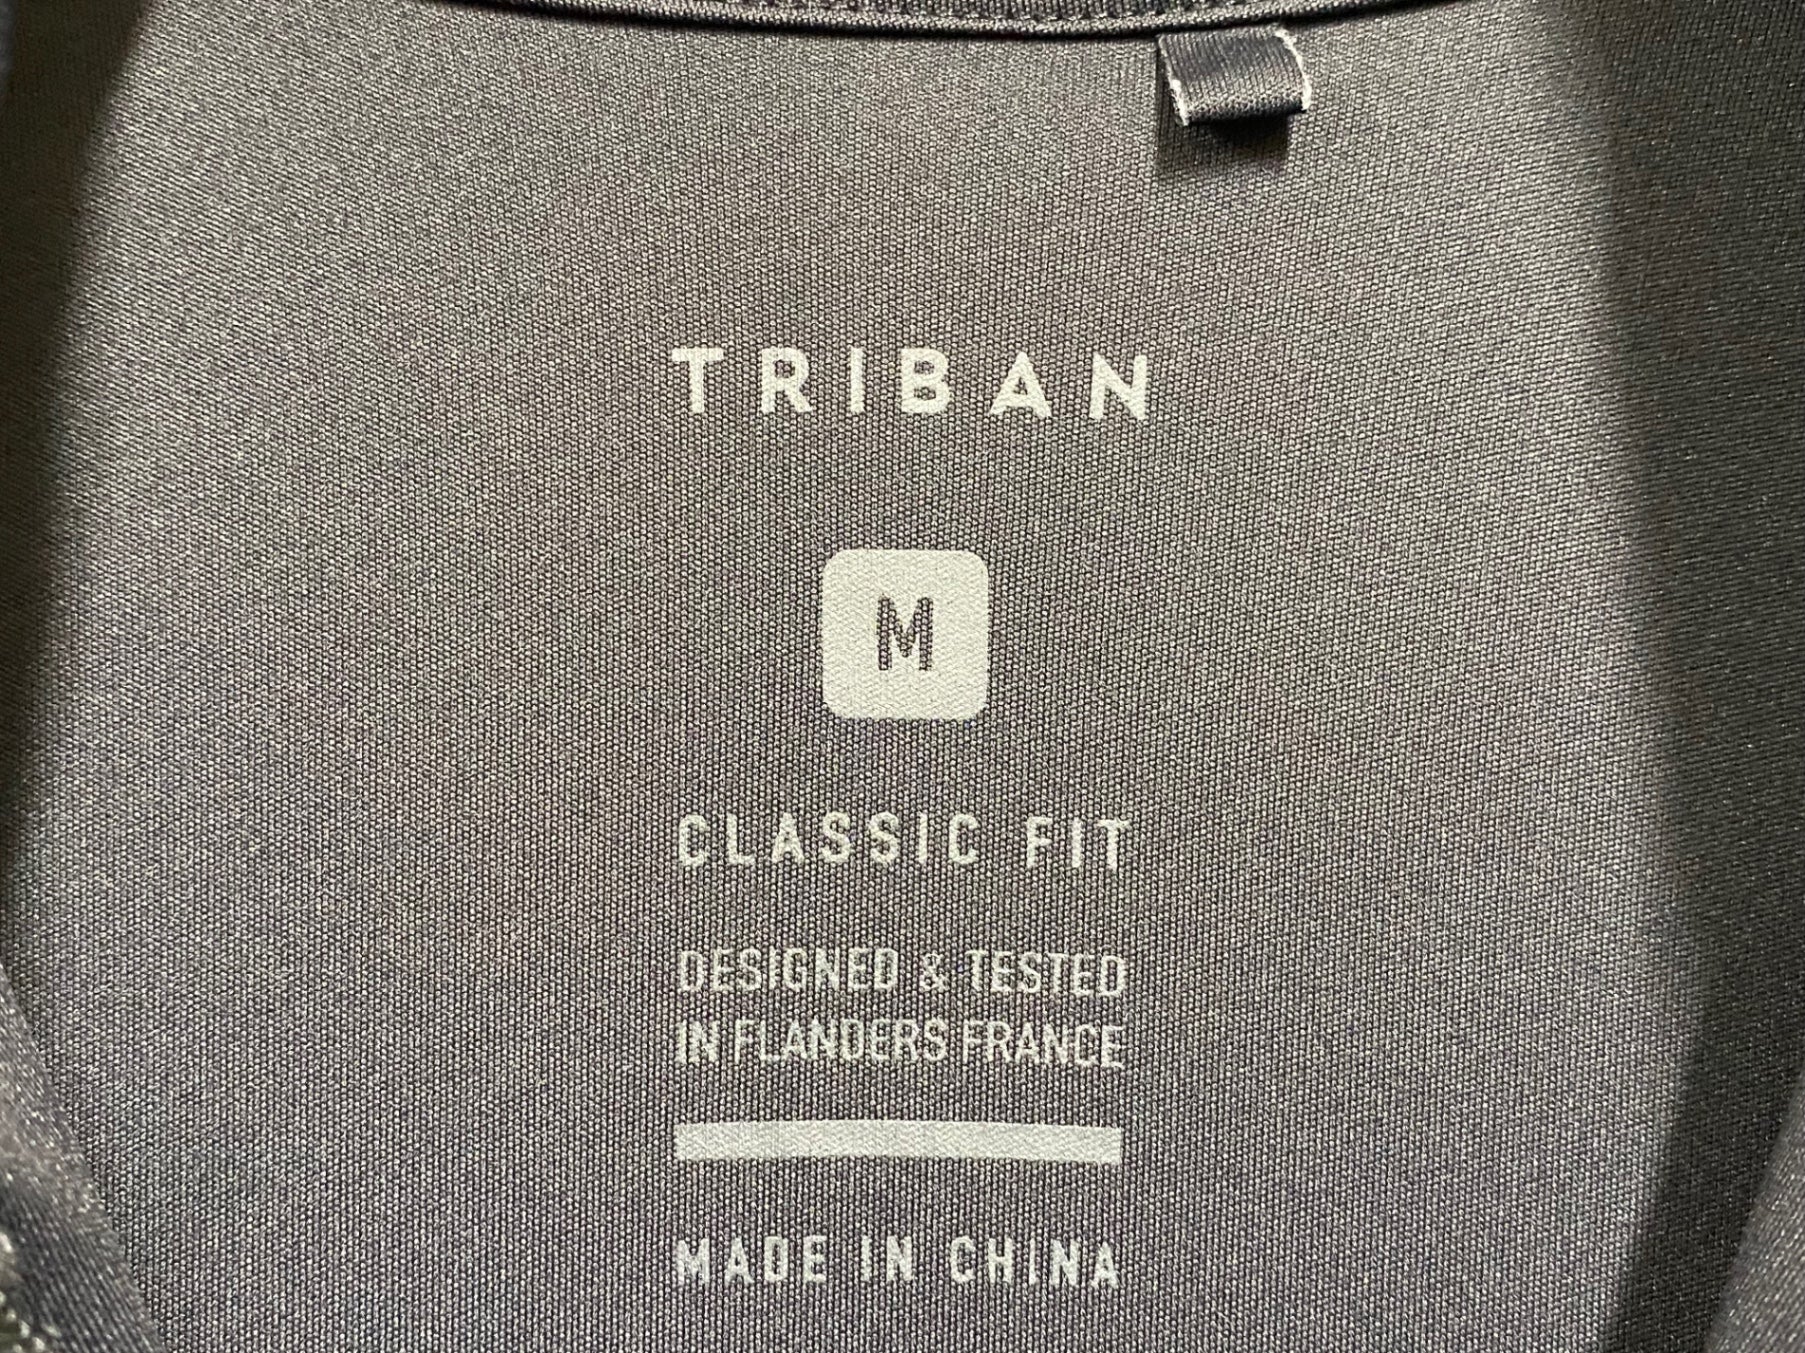 TRIBAN
M
CLASSIC FIT
DESIGNED & TESTED
IN FLANDERS FRANCE
MADE IN CHINA